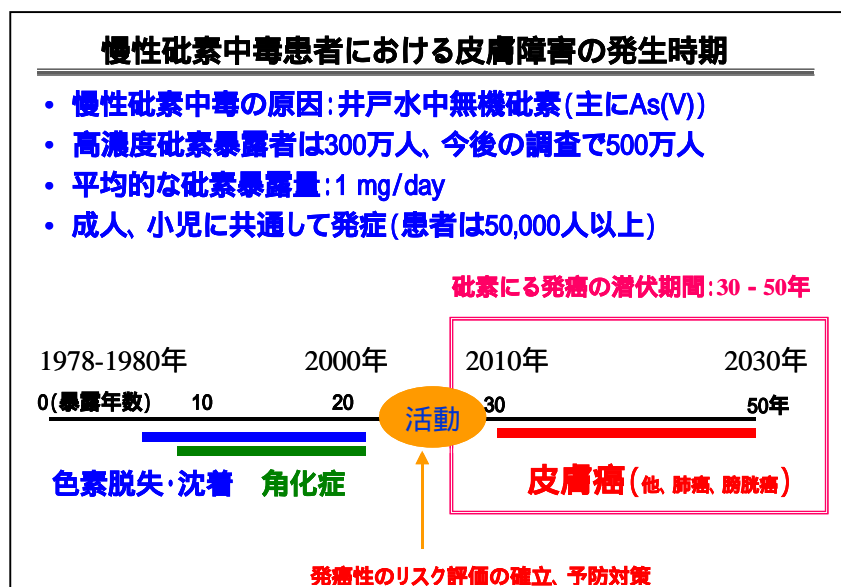 慢性砒素中毒患者における皮膚障害の発生時期
• 慢性砒素中毒の原因:井戸水中無機砒素(主にAs(V))
• 高濃度砒素暴露者は300万人、今後の調査で500万人
• 平均的な砒素暴露量:1 mg/day
• 成人、小児に共通して発症(患者は50,000人以上)
砒素にる発癌の潜伏期間:30 - 50年
1978-1980年 2000年 2010年 2030年
0(暴露年数) 10 20 活動 30 50年
色素脱失・沈着 角化症 皮膚癌(他、肺癌、膀胱癌)
発癌性のリスク評価の確立、予防対策